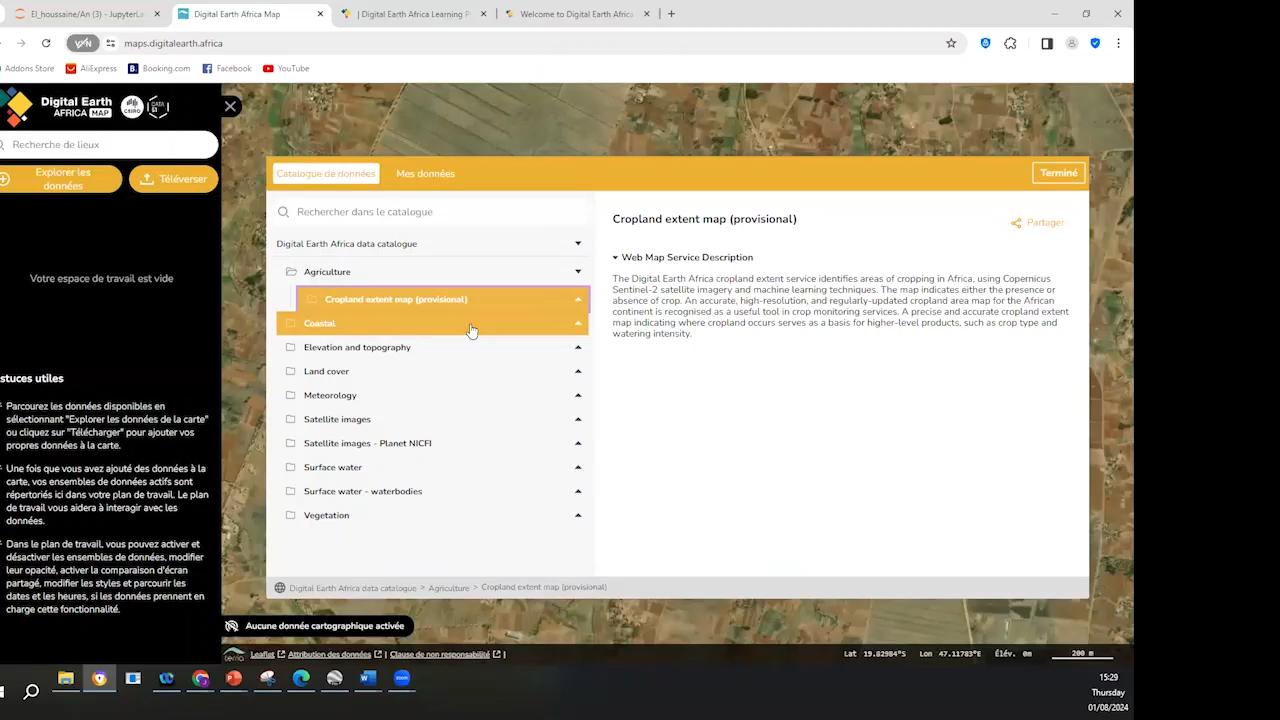 El_houssaine/An (3) - JupyterLa
Digital Earth Africa Map
| Digital Earth Africa Learning P
Welcome to Digital Earth Africa
VPN
maps.digitalearth.africa
Addons Store
AliExpress
Booking.com
Facebook
YouTube
Digital Earth
AFRICA MAP
CSIRO
DATA
61
Recherche de lieux
Explorer les
données
Téléverser
Votre espace de travail est vide
stuces utiles
Parcourez les données disponibles en
sélectionnant "Explorer les données de la carte"
ou cliquez sur "Télécharger" pour ajouter vos
propres données à la carte.
Une fois que vous avez ajouté des données à la
carte, vos ensembles de données actifs sont
répertoriés ici dans votre plan de travail. Le plan
de travail vous aidera à interagir avec les
données.
Dans le plan de travail, vous pouvez activer et
désactiver les ensembles de données, modifier
leur opacité, activer la comparaison d'écran
partagé, modifier les styles et parcourir les
dates et les heures, si les données prennent en
charge cette fonctionnalité.
Catalogue de données
Mes données
Terminé
Rechercher dans le catalogue
Digital Earth Africa data catalogue
Agriculture
Cropland extent map (provisional)
Coastal
Elevation and topography
Land cover
Meteorology
Satellite images
Satellite images - Planet NICFI
Surface water
Surface water - waterbodies
Vegetation
Cropland extent map (provisional)
Partager
Web Map Service Description
The Digital Earth Africa cropland extent service identifies areas of cropping in Africa, using Copernicus
Sentinel-2 satellite imagery and machine learning techniques. The map indicates either the presence or
absence of crop. An accurate, high-resolution, and regularly-updated cropland area map for the African
continent is recognised as a useful tool in crop monitoring services. A precise and accurate cropland extent
map indicating where cropland occurs serves as a basis for higher-level products, such as crop type and
watering intensity.
Digital Earth Africa data catalogue > Agriculture > Cropland extent map (provisional)
Aucune donnée cartographique activée
terria
Leaflet
Attribution des données
Clause de non responsabilité
|
Lat 19.82984°S Lon 47.11783°E Élév. 0m
200 m
zoom
15:29
Thursday
01/08/2024